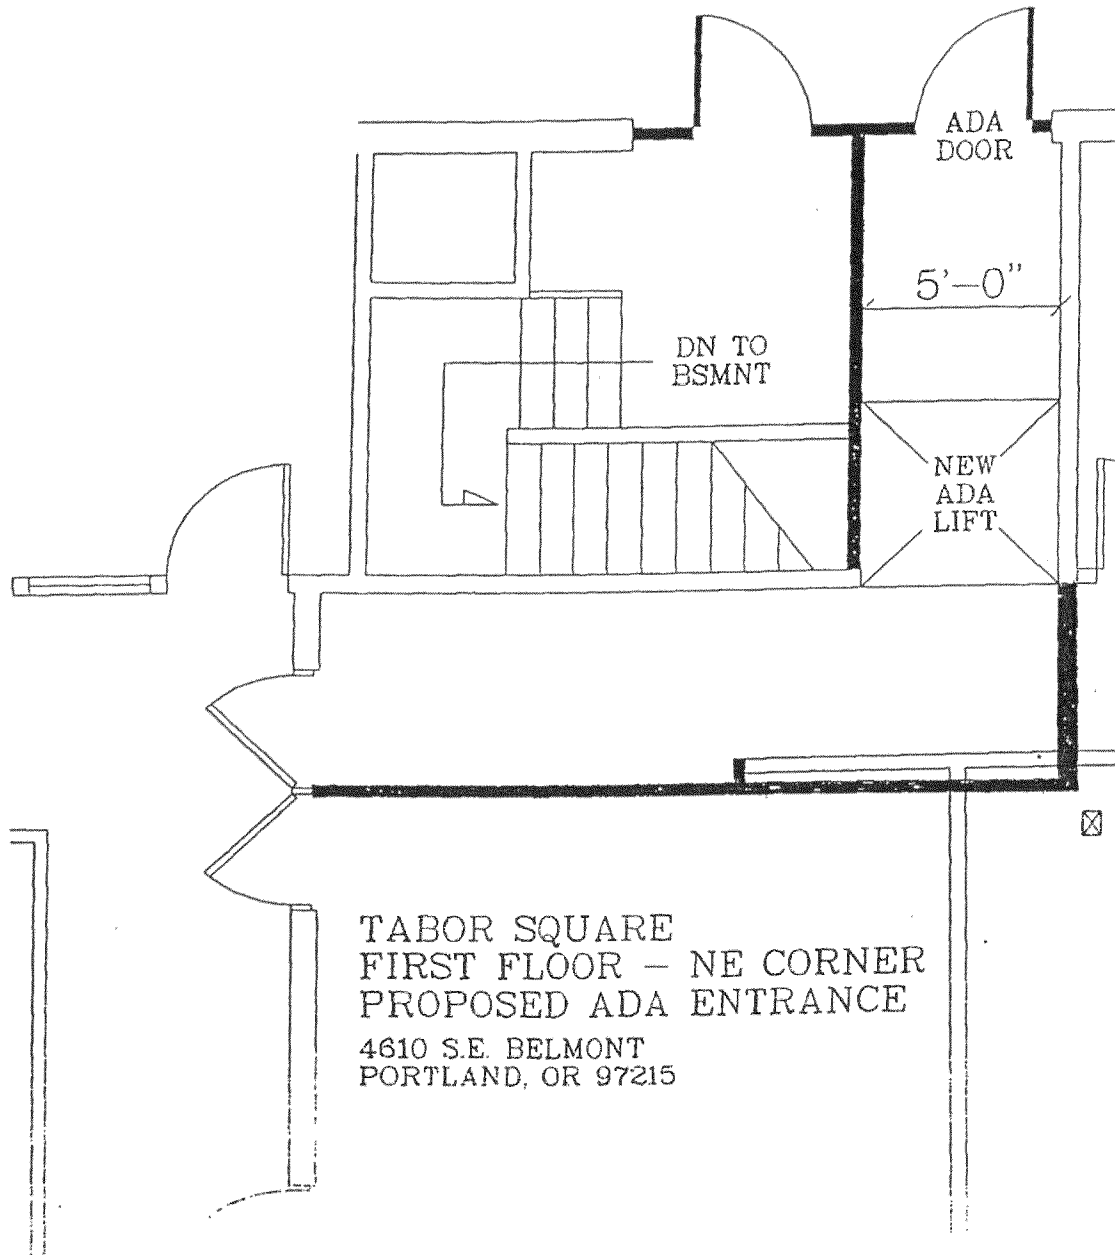 ADA
DOOR
5'-0"
DN TO
BSMNT
NEW
ADA
LIFT
TABOR SQUARE
FIRST FLOOR – NE CORNER
PROPOSED ADA ENTRANCE
4610 S.E. BELMONT
PORTLAND, OR 97215